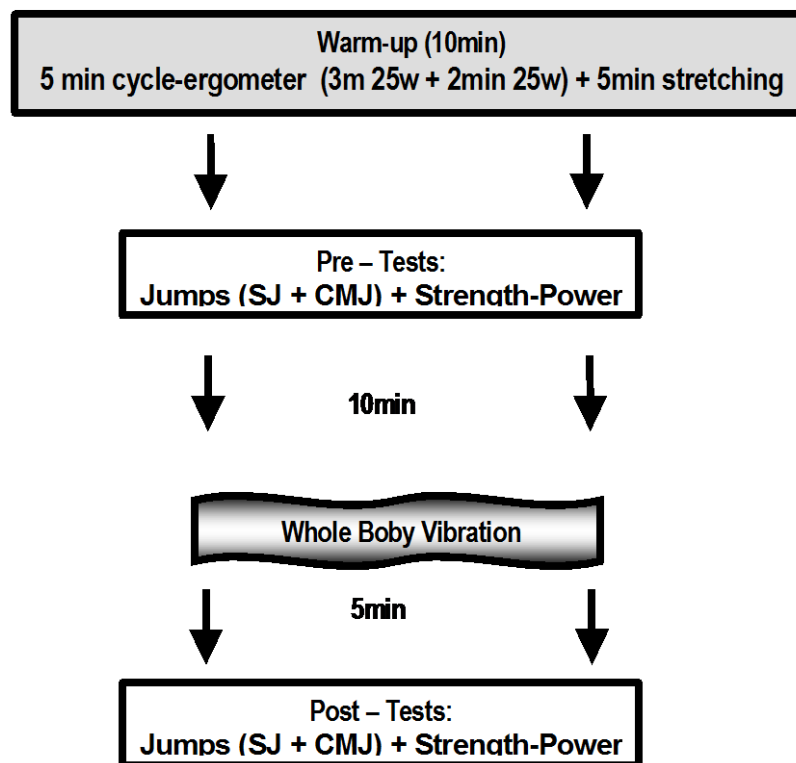 Warm-up (10min)
5 min cycle-ergometer (3m 25w + 2min 25w) + 5min stretching
Pre – Tests:
Jumps (SJ + CMJ) + Strength-Power
10min
Whole Boby Vibration
5min
Post – Tests:
Jumps (SJ + CMJ) + Strength-Power